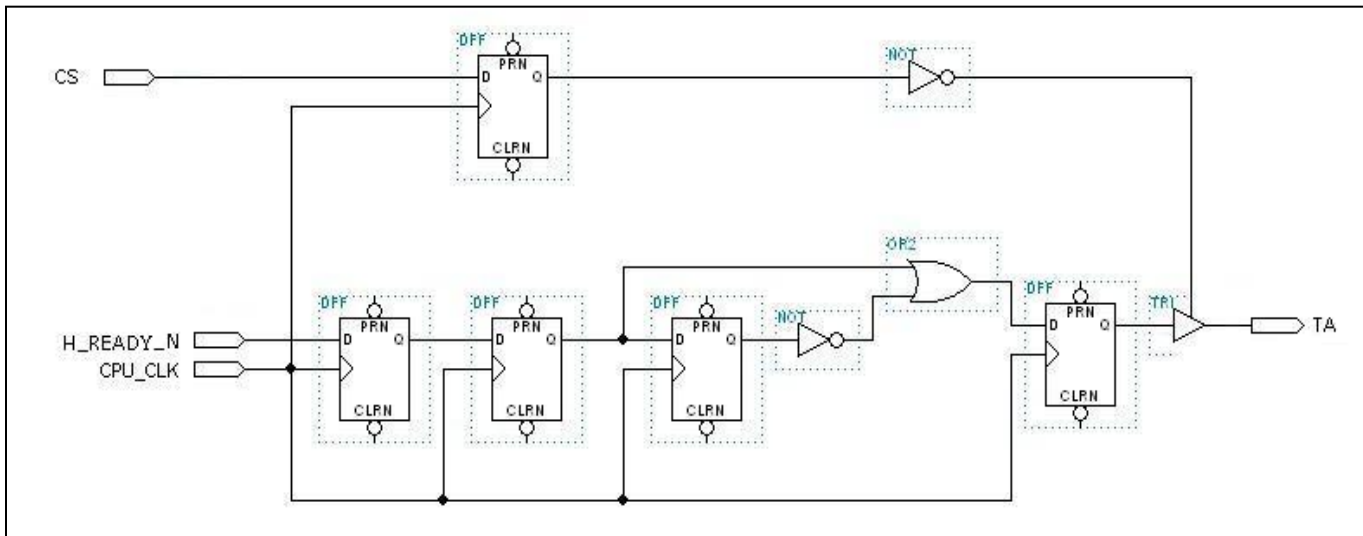 DFF
PRN
CS
D
Q
NOT
CLRN
OR2
DFF
DFF
DFF
DFF
PRN
PRN
PRN
PRN
H_READY_N
D
Q
D
Q
D
Q
NOT
D
Q
TRI
TA
CPU_CLK
CLRN
CLRN
CLRN
CLRN